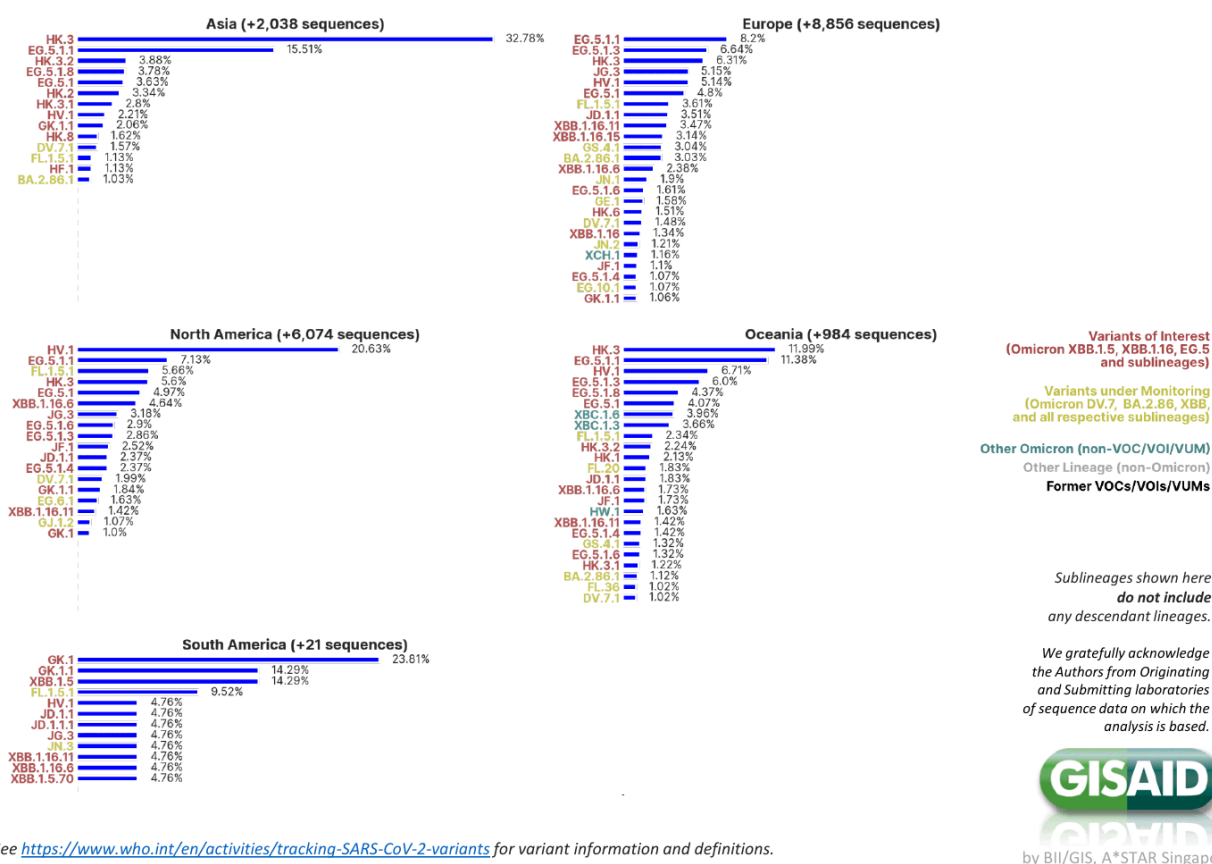 Asia (+2,038 sequences)
HK.3 32.78%
EG.5.1.1 15.51%
HK.3.2 3.88%
EG.5.1.8 3.78%
EG.5.1 3.63%
HK.2 3.34%
HK.3.1 2.8%
HV.1 2.21%
GK.1.1 2.06%
HK.8 1.62%
DV.7.1 1.57%
FL.1.5.1 1.13%
HF.1 1.13%
BA.2.86.1 1.03%
Europe (+8,856 sequences)
EG.5.1.1 8.2%
EG.5.1.3 6.64%
HK.3 6.31%
JG.3 5.15%
HV.1 5.14%
EG.5.1 4.8%
FL.1.5.1 3.61%
JD.1.1 3.51%
XBB.1.16.11 3.47%
XBB.1.16.15 3.14%
GS.4.1 3.04%
BA.2.86.1 3.03%
XBB.1.16.6 2.38%
JN.1 1.9%
EG.5.1.6 1.61%
GE.1 1.58%
HK.6 1.51%
DV.7.1 1.48%
XBB.1.16 1.34%
JN.2 1.21%
XCH.1 1.16%
JF.1 1.1%
EG.5.1.4 1.07%
EG.10.1 1.07%
GK.1.1 1.06%
North America (+6,074 sequences)
HV.1 20.63%
EG.5.1.1 7.13%
FL.1.5.1 5.66%
HK.3 5.6%
EG.5.1 4.97%
XBB.1.16.6 4.64%
JG.3 3.18%
EG.5.1.6 2.9%
EG.5.1.3 2.86%
JF.1 2.52%
JD.1.1 2.37%
EG.5.1.4 2.37%
DV.7.1 1.99%
GK.1.1 1.84%
EG.6.1 1.63%
XBB.1.16.11 1.42%
GJ.1.2 1.07%
GK.1 1.0%
Oceania (+984 sequences)
HK.3 11.99%
EG.5.1.1 11.38%
HV.1 6.71%
EG.5.1.3 6.0%
EG.5.1.8 4.37%
EG.5.1 4.07%
XBC.1.6 3.96%
XBC.1.3 3.66%
FL.1.5.1 2.34%
HK.3.2 2.24%
HK.1 2.13%
FL.20 1.83%
JD.1.1 1.83%
XBB.1.16.6 1.73%
JF.1 1.73%
HW.1 1.63%
XBB.1.16.11 1.42%
EG.5.1.4 1.42%
GS.4.1 1.32%
EG.5.1.6 1.32%
HK.3.1 1.22%
BA.2.86.1 1.12%
FL.36 1.02%
DV.7.1 1.02%
Variants of Interest
(Omicron XBB.1.5, XBB.1.16, EG.5
and sublineages)
Variants under Monitoring
(Omicron DV.7, BA.2.86, XBB,
and all respective sublineages)
Other Omicron (non-VOC/VOI/VUM)
Other Lineage (non-Omicron)
Former VOCs/VOIs/VUMs
South America (+21 sequences)
GK.1 23.81%
GK.1.1 14.29%
XBB.1.5 14.29%
FL.1.5.1 9.52%
HV.1 4.76%
JD.1.1 4.76%
JD.1.1.1 4.76%
JG.3 4.76%
JN.3 4.76%
XBB.1.16.11 4.76%
XBB.1.16.6 4.76%
XBB.1.5.70 4.76%
Sublineages shown here
do not include
any descendant lineages.
We gratefully acknowledge
the Authors from Originating
and Submitting laboratories
of sequence data on which the
analysis is based.
GISAID
by BII/GIS, A*STAR Singap
ee https://www.who.int/en/activities/tracking-SARS-CoV-2-variants for variant information and definitions.